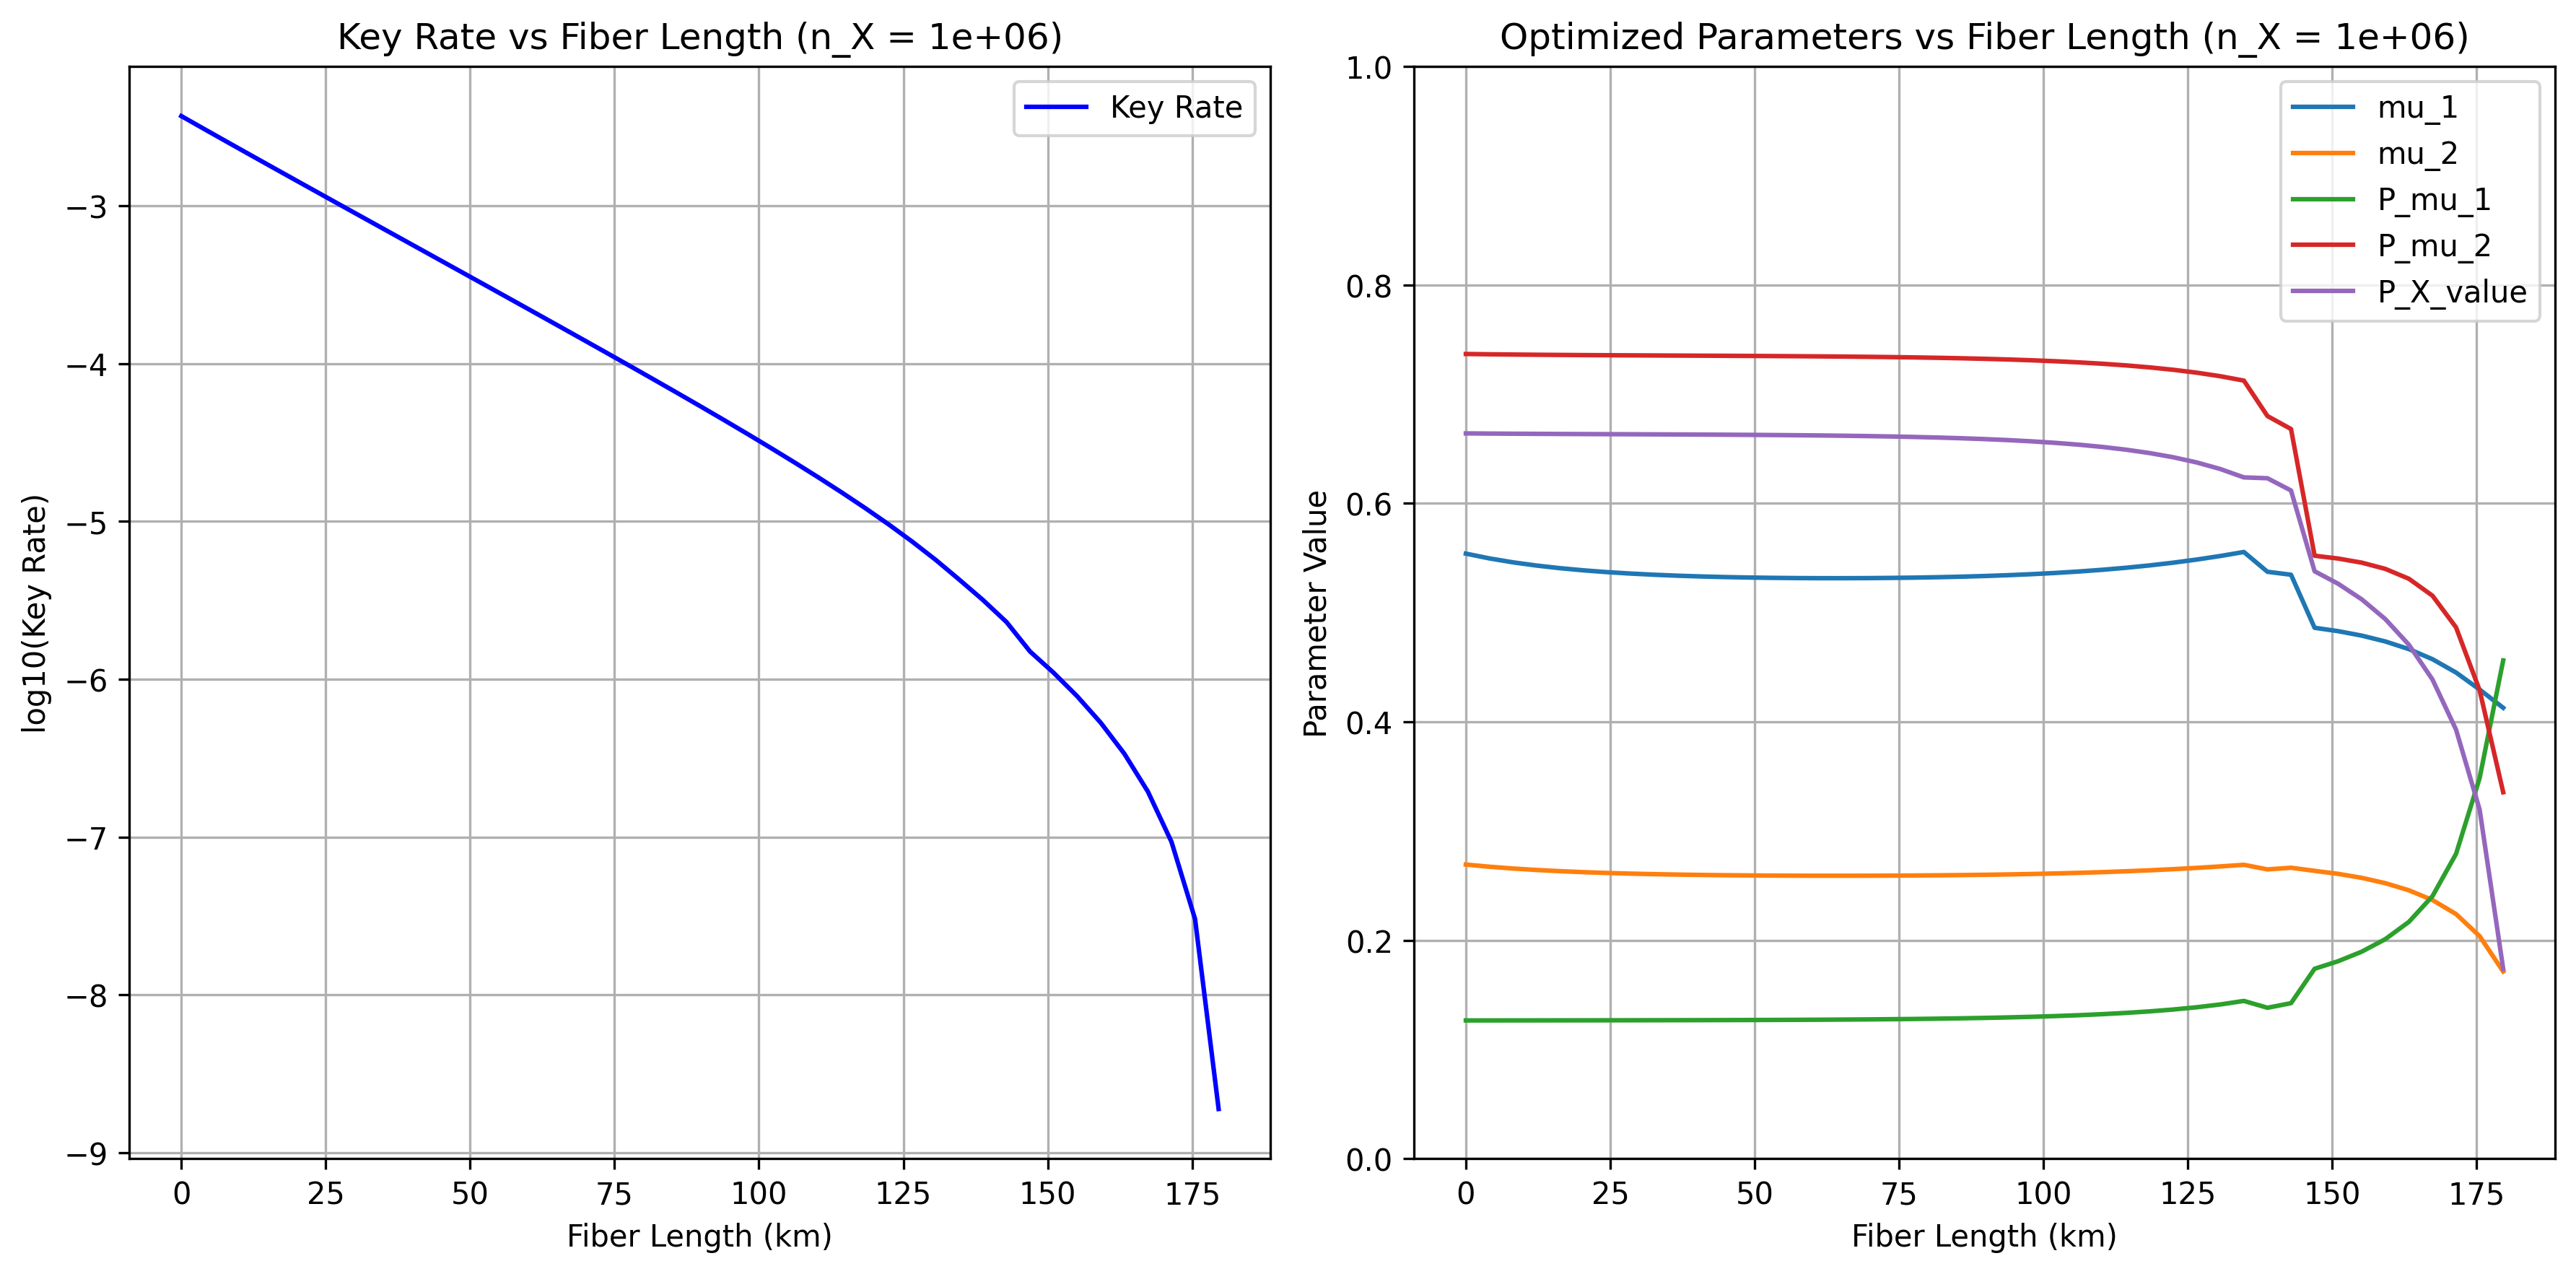 Key Rate vs Fiber Length (n_X = 1e+06)
Key Rate
log10(Key Rate)
−3
−4
−5
−6
−7
−8
−9
0 25 50 75 100 125 150 175
Fiber Length (km)
Optimized Parameters vs Fiber Length (n_X = 1e+06)
mu_1
mu_2
P_mu_1
P_mu_2
P_X_value
Parameter Value
1.0
0.8
0.6
0.4
0.2
0.0
0 25 50 75 100 125 150 175
Fiber Length (km)